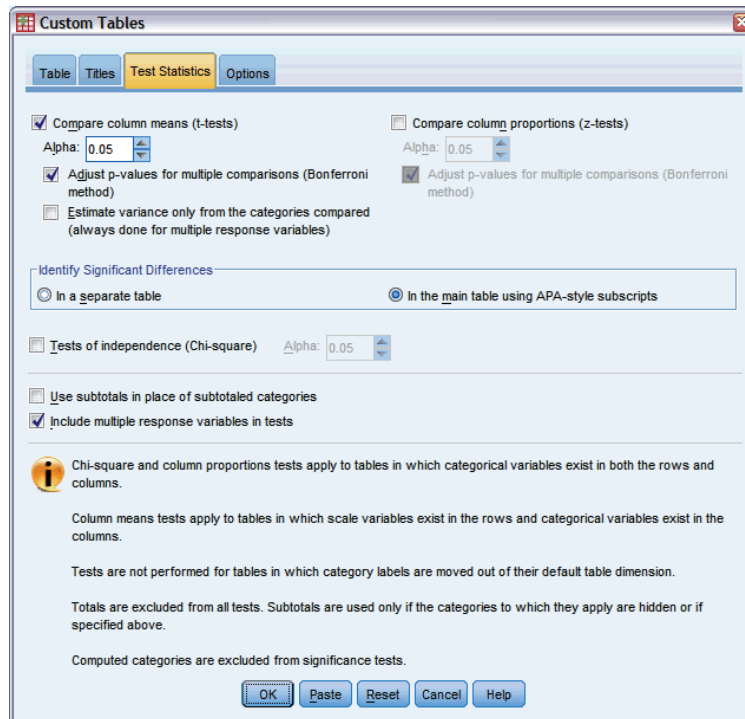 Custom Tables
Table Titles Test Statistics Options
Compare column means (t-tests)
Alpha: 0.05
Adjust p-values for multiple comparisons (Bonferroni
method)
Estimate variance only from the categories compared
(always done for multiple response variables)
Compare column proportions (z-tests)
Alpha: 0.05
Adjust p-values for multiple comparisons (Bonferroni
method)
Identify Significant Differences
In a separate table
In the main table using APA-style subscripts
Tests of independence (Chi-square) Alpha: 0.05
Use subtotals in place of subtotaled categories
Include multiple response variables in tests
Chi-square and column proportions tests apply to tables in which categorical variables exist in both the rows and
columns.
Column means tests apply to tables in which scale variables exist in the rows and categorical variables exist in the
columns.
Tests are not performed for tables in which category labels are moved out of their default table dimension.
Totals are excluded from all tests. Subtotals are used only if the categories to which they apply are hidden or if
specified above.
Computed categories are excluded from significance tests.
OK Paste Reset Cancel Help